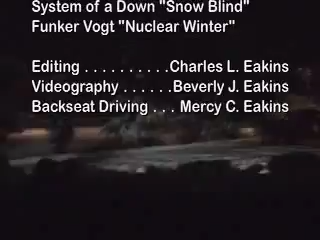 System of a Down "Snow Blind"
Funker Vogt "Nuclear Winter"
Editing . . . . . . . . . .Charles L. Eakins
Videography . . . . . .Beverly J. Eakins
Backseat Driving . . . Mercy C. Eakins